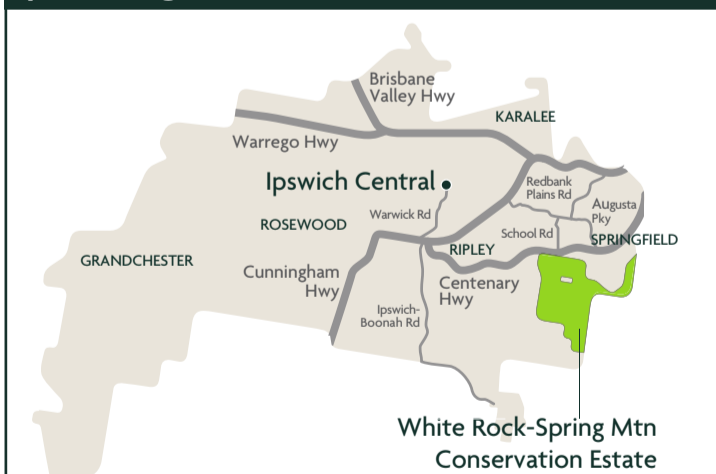 Brisbane
Valley Hwy
KARALEE
Warrego Hwy
Ipswich Central
Redbank
Plains Rd
Augusta
Pky
Warwick Rd
ROSEWOOD
School Rd
SPRINGFIELD
RIPLEY
GRANDCHESTER
Cunningham
Hwy
Centenary
Hwy
Ipswich-
Boonah Rd
White Rock-Spring Mtn
Conservation Estate